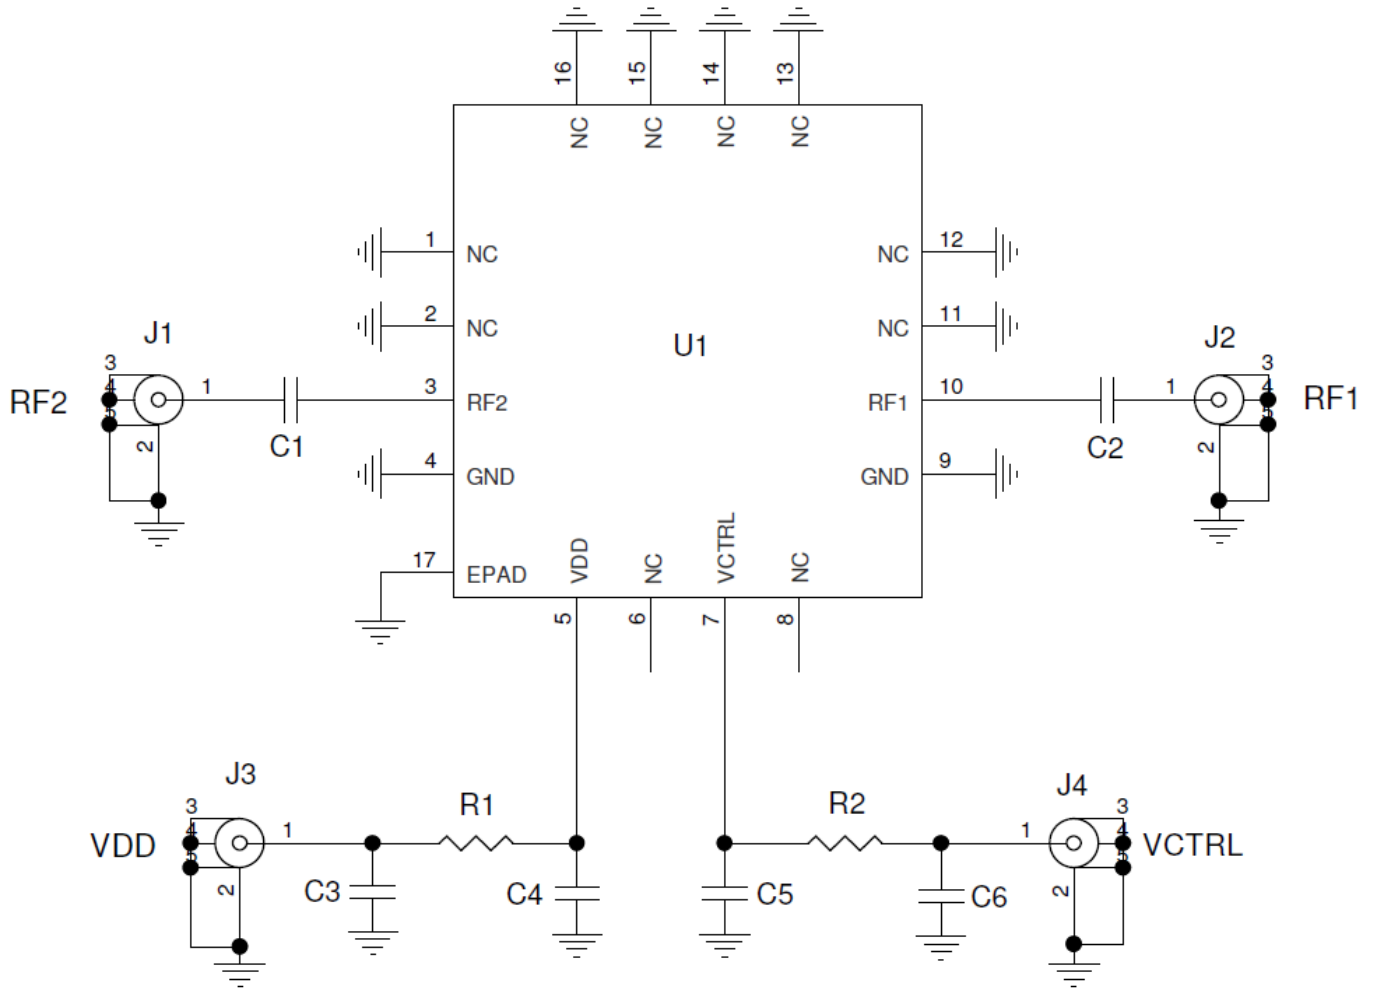 16 15 14 13
NC NC NC NC
1 NC NC 12
2 NC NC 11
U1
J1 J2
3 3
4 4
5 5
RF2 1 3 RF2 RF1 10 1 RF1
C1 C2
2 2
4 GND GND 9
17 EPAD
VDD NC VCTRL NC
5 6 7 8
J3 J4
R1 R2
3 3
4 4
5 5
VDD 1 1 VCTRL
2 C3 C4 C5 C6 2